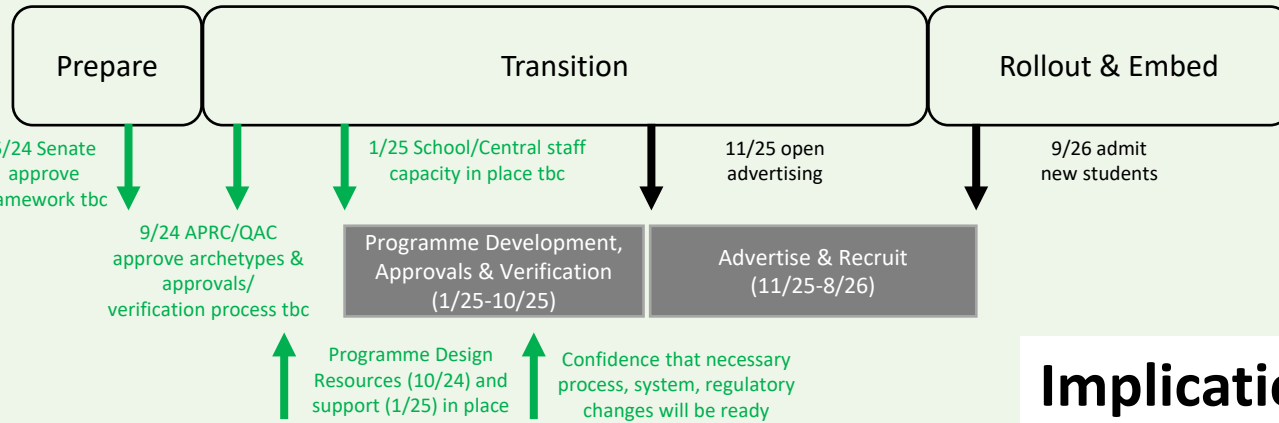 Prepare
Transition
Rollout & Embed
/24 Senate
approve
amework tbc
1/25 School/Central staff
capacity in place tbc
11/25 open
advertising
9/26 admit
new students
9/24 APRC/QAC
approve archetypes &
approvals/
verification process tbc
Programme Development,
Approvals & Verification
(1/25-10/25)
Advertise & Recruit
(11/25-8/26)
Programme Design
Resources (10/24) and
support (1/25) in place
Confidence that necessary
process, system, regulatory
changes will be ready
Implicatio